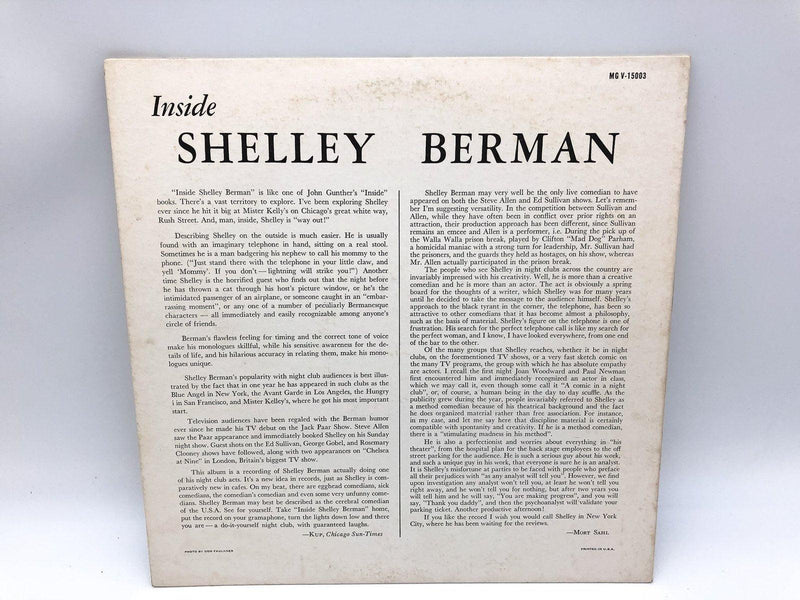 MG V-15003
Inside
SHELLEY BERMAN
"Inside Shelley Berman" is like one of John Gunther's "Inside"
books. There's a vast territory to explore. I've been exploring Shelley
ever since he hit it big at Mister Kelly's on Chicago's great white way,
Rush Street. And, man, inside, Shelley is "way out!"
Describing Shelley on the outside is much easier. He is usually
found with an imaginary telephone in hand, sitting on a real stool.
Sometimes he is a man badgering his nephew to call his mommy to the
phone. ("Just stand there with the telephone in your little claw, and
yell 'Mommy'. If you don't — lightning will strike you!") Another
time Shelley is the horrified guest who finds out that the night before
he has thrown a cat through his host's picture window, or he's the
intimidated passenger of an airplane, or someone caught in an "embar-
rassing moment", or any one of a number of peculiarly Bermanesque
characters — all immediately and easily recognizable among anyone's
circle of friends.
Berman's flawless feeling for timing and the correct tone of voice
make his monologues skillful, while his sensitive awareness for the de-
tails of life, and his hilarious accuracy in relating them, make his mono-
logues unique.
Shelley Berman's popularity with night club audiences is best illus-
trated by the fact that in one year he has appeared in such clubs as the
Blue Angel in New York, the Avant Garde in Los Angeles, the Hungry
i in San Francisco, and Mister Kelley's, where he got his most important
start.
Television audiences have been regaled with the Berman humor
ever since he made his TV debut on the Jack Paar Show. Steve Allen
saw the Paar appearance and immediately booked Shelley on his Sunday
night show. Guest shots on the Ed Sullivan, George Gobel, and Rosemary
Clooney shows have followed, along with two appearances on "Chelsea
at Nine" in London, Britain's biggest TV show.
This album is a recording of Shelley Berman actually doing one
of his night club acts. It's a new idea in records, just as Shelley is com-
paratively new in cafes. On my beat, there are egghead comedians, sick
comedians, the comedian's comedian and even some very unfunny come-
dians. Shelley Berman may best be described as the cerebral comedian
of the U.S.A. See for yourself. Take "Inside Shelley Berman" home,
put the record on your gramaphone, turn the lights down low and there
you are — a do-it-yourself night club, with guaranteed laughs.
—Kup, Chicago Sun-Times
PHOTO BY DON FAULKNER
Shelley Berman may very well be the only live comedian to have
appeared on both the Steve Allen and Ed Sullivan shows. Let's remem-
ber I'm suggesting versatility. In the competition between Sullivan and
Allen, while they have often been in conflict over prior rights on an
attraction, their production approach has been different, since Sullivan
remains an emcee and Allen is a performer, i.e. During the pick up of
the Walla Walla prison break, played by Clifton "Mad Dog" Parham,
a homicidal maniac with a strong turn for leadership, Mr. Sullivan had
the prisoners, and the guards they held as hostages, on his show, whereas
Mr. Allen actually participated in the prison break.
The people who see Shelley in night clubs across the country are
invariably impressed with his creativity. Well, he is more than a creative
comedian and he is more than an actor. The act is obviously a spring
board for the thoughts of a writer, which Shelley was for many years
until he decided to take the message to the audience himself. Shelley's
approach to the black tyrant in the corner, the telephone, has been so
attractive to other comedians that it has become almost a philosophy,
such as the basis of material. Shelley's figure on the telephone is one of
frustration. His search for the perfect telephone call is like my search for
the perfect woman, and I know, I have looked everywhere, from one end
of the bar to the other.
Of the many groups that Shelley reaches, whether it be in night
clubs, on the forementioned TV shows, or a very fast sketch comic on
the many TV programs, the group with which he has absolute empathy
are actors. I recall the first night Joan Woodward and Paul Newman
first encountered him and immediately recognized an actor in class,
which we may call it, even though some call it "A comic in a night
club", or, of course, a human being in the day to day scuffle. As the
publicity grew during the year, people invariably referred to Shelley as
a method comedian because of his theatrical background and the fact
he does organized material rather than free association. For instance,
in my case, and let me say here that discipline material is certainly
compatible with spontanity and creativity. If he is a method comedian,
there is a "stimulating madness in his method".
He is also a perfectionist and worries about everything in "his
theater", from the hospital plan for the back stage employers to the off
street parking for the audience. He is such a serious guy about his work,
and such a unique guy in his work, that everyone is sure he is an analyst.
It is Shelley's misfortune at parties to be faced with people who preface
all their prejudices with "as any analyst will tell you". However, we find
upon investigation any analyst won't tell you, at least he won't tell you
right away, and he won't tell you for nothing, but after two years you
will tell him and he will say, "You are making progress", and you will
say, "Thank you daddy", and then the psychoanalyst will validate your
parking ticket. Another productive afternoon!
If you like the record I wish you would call Shelley in New York
City, where he has been waiting for the reviews.
—Mort Sahl
PRINTED IN U.S.A.